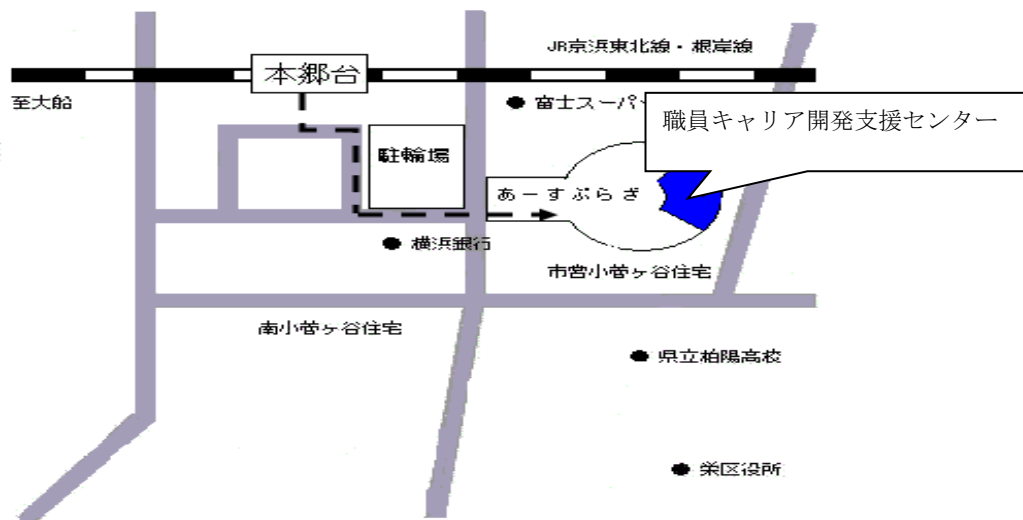 JR京浜東北線・根岸線
本郷台
至大船
富士スーパ
職員キャリア開発支援センター
駐輪場
あーすぷらざ
横浜銀行
市営小菅ヶ谷住宅
南小菅ヶ谷住宅
県立柏陽高校
栄区役所